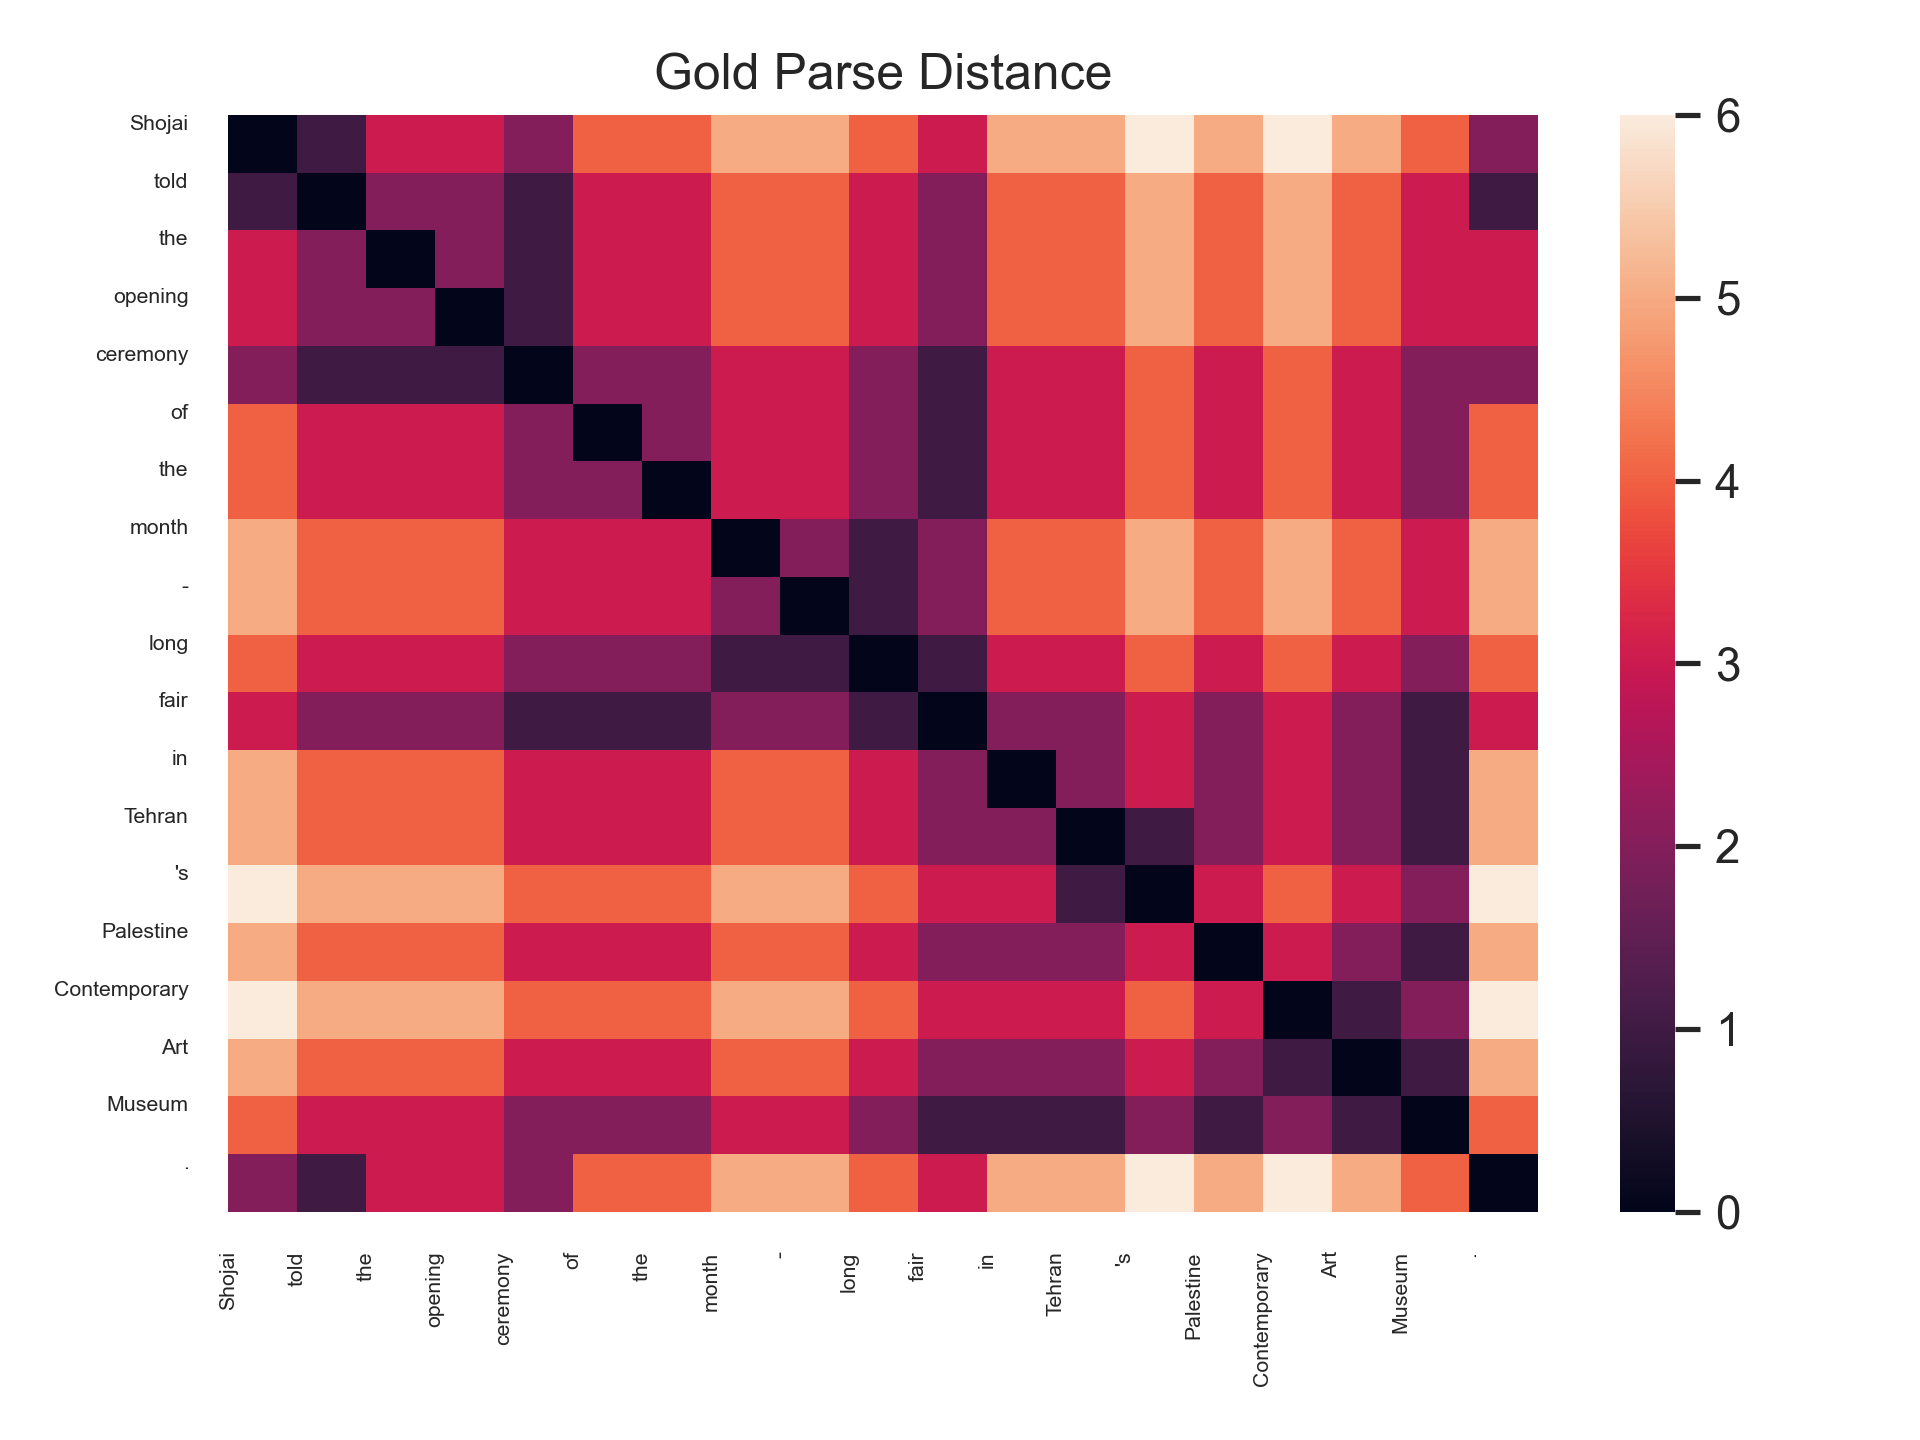 Gold Parse Distance
Shojai
told
the
opening
ceremony
of
the
month
-
long
fair
in
Tehran
's
Palestine
Contemporary
Art
Museum
.
6
5
4
3
2
1
0
Shojai
told
the
opening
ceremony
of
the
month
-
long
fair
in
Tehran
's
Palestine
Contemporary
Art
Museum
.